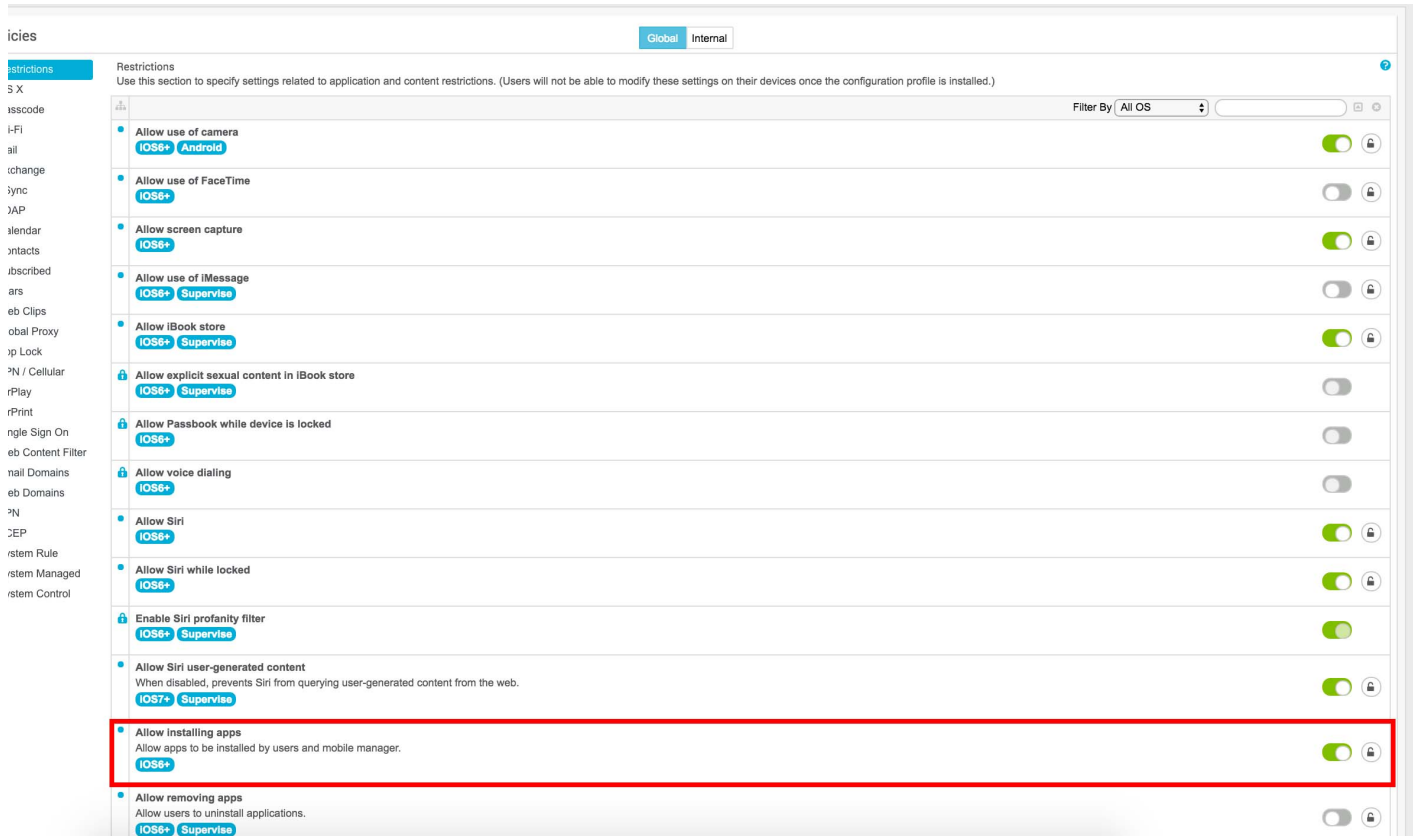 icies
Global Internal
estrictions
S X
asscode
i-Fi
ail
xchange
Sync
DAP
alendar
ontacts
ubscribed
ars
eb Clips
obal Proxy
op Lock
PN / Cellular
rPlay
rPrint
ngle Sign On
eb Content Filter
mail Domains
eb Domains
PN
CEP
ystem Rule
ystem Managed
ystem Control
Restrictions
Use this section to specify settings related to application and content restrictions. (Users will not be able to modify these settings on their devices once the configuration profile is installed.)
?
Filter By All OS
Allow use of camera
IOS6+ Android
Allow use of FaceTime
IOS6+
Allow screen capture
IOS6+
Allow use of iMessage
IOS6+ Supervise
Allow iBook store
IOS6+ Supervise
Allow explicit sexual content in iBook store
IOS6+ Supervise
Allow Passbook while device is locked
IOS6+
Allow voice dialing
IOS6+
Allow Siri
IOS6+
Allow Siri while locked
IOS6+
Enable Siri profanity filter
IOS6+ Supervise
Allow Siri user-generated content
When disabled, prevents Siri from querying user-generated content from the web.
IOS7+ Supervise
Allow installing apps
Allow apps to be installed by users and mobile manager.
IOS6+
Allow removing apps
Allow users to uninstall applications.
IOS6+ Supervise